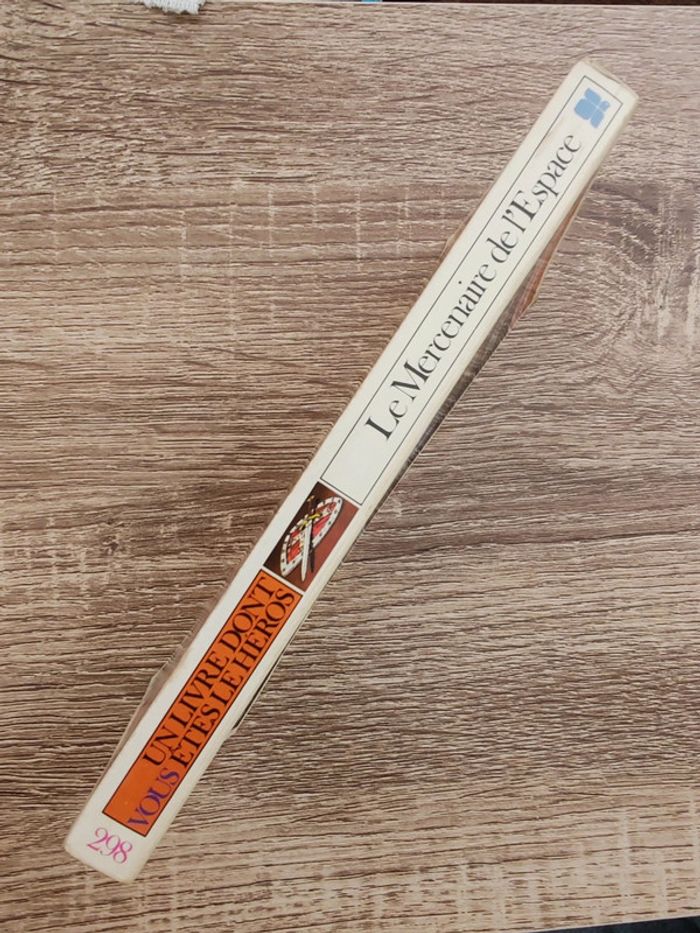 298
UN LIVRE DONT
VOUS ÊTES LE HÉROS
Le Mercenaire de l'Espace